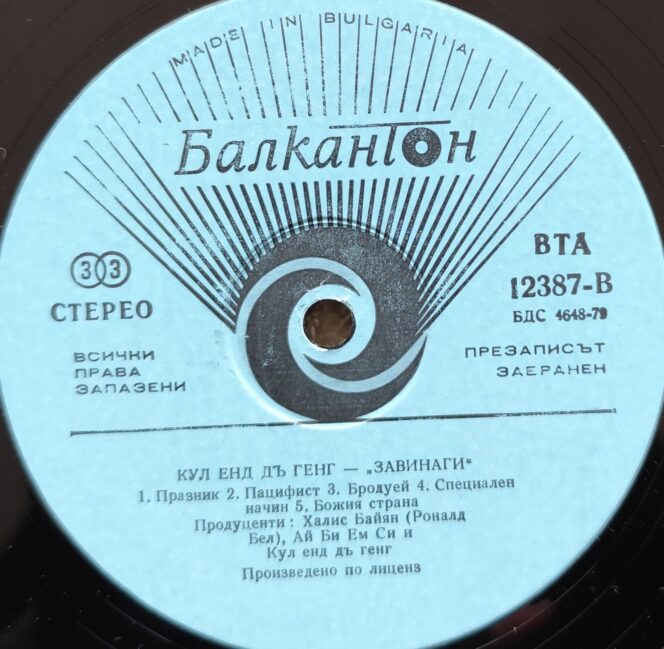 MADE IN BULGARIA
Балкантон
33
СТЕРЕО
ВСИЧКИ
ПРАВА
ЗАПАЗЕНИ
ВТА
12387-В
БДС 4648-79
ПРЕЗАПИСЪТ
ЗАЕРАНЕН
КУЛ ЕНД ДЪ ГЕНГ — „ЗАВИНАГИ“
1. Празник 2. Пацифист 3. Бродуей 4. Специален
начин 5. Божия страна
Продуценти: Халис Байян (Роналд
Бел), Ай Би Ем Си и
Кул енд дъ генг
Произведено по лиценз